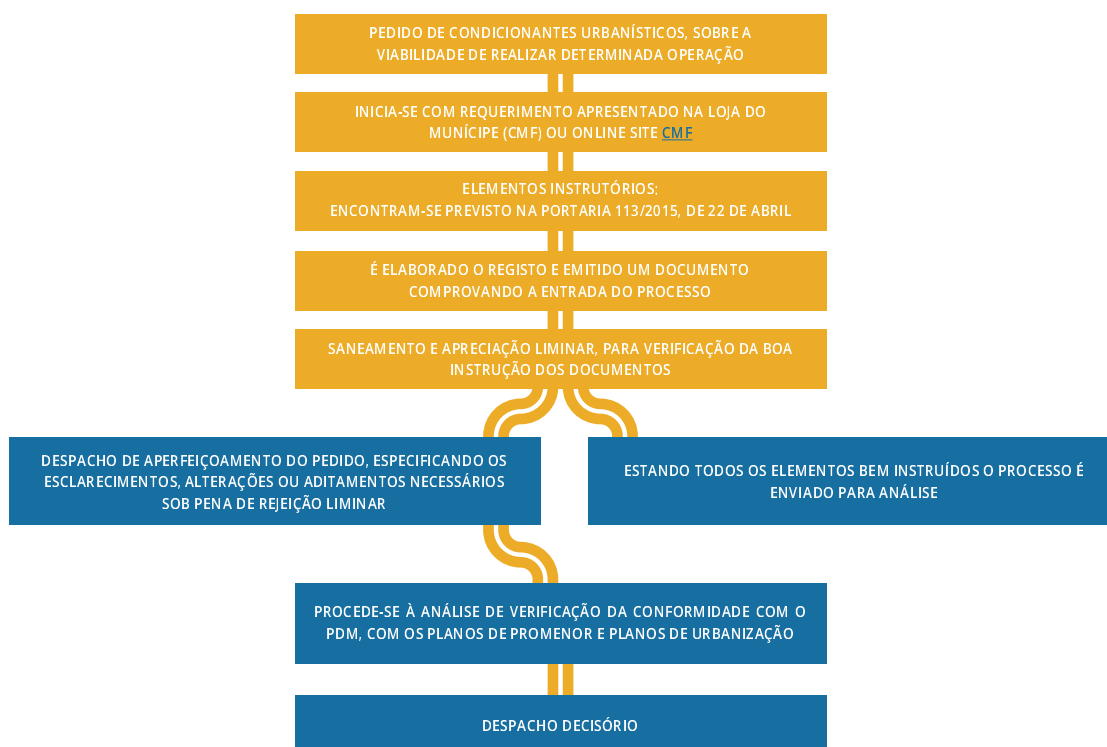 PEDIDO DE CONDICIONANTES URBANÍSTICOS, SOBRE A
VIABILIDADE DE REALIZAR DETERMINADA OPERAÇÃO
INICIA-SE COM REQUERIMENTO APRESENTADO NA LOJA DO
MUNÍCIPE (CMF) OU ONLINE SITE CMF
ELEMENTOS INSTRUTÓRIOS;
ENCONTRAM-SE PREVISTO NA PORTARIA 113/2015, DE 22 DE ABRIL
É ELABORADO O REGISTO E EMITIDO UM DOCUMENTO
COMPROVANDO A ENTRADA DO PROCESSO
SANEAMENTO E APRECIAÇÃO LIMINAR, PARA VERIFICAÇÃO DA BOA
INSTRUÇÃO DOS DOCUMENTOS
DESPACHO DE APERFEIÇOAMENTO DO PEDIDO, ESPECIFICANDO OS
ESCLARECIMENTOS, ALTERAÇÕES OU ADITAMENTOS NECESSÁRIOS
SOB PENA DE REJEIÇÃO LIMINAR
ESTANDO TODOS OS ELEMENTOS BEM INSTRUÍDOS O PROCESSO É
ENVIADO PARA ANÁLISE
PROCEDE-SE À ANÁLISE DE VERIFICAÇÃO DA CONFORMIDADE COM O
PDM, COM OS PLANOS DE PROMENOR E PLANOS DE URBANIZAÇÃO
DESPACHO DECISÓRIO